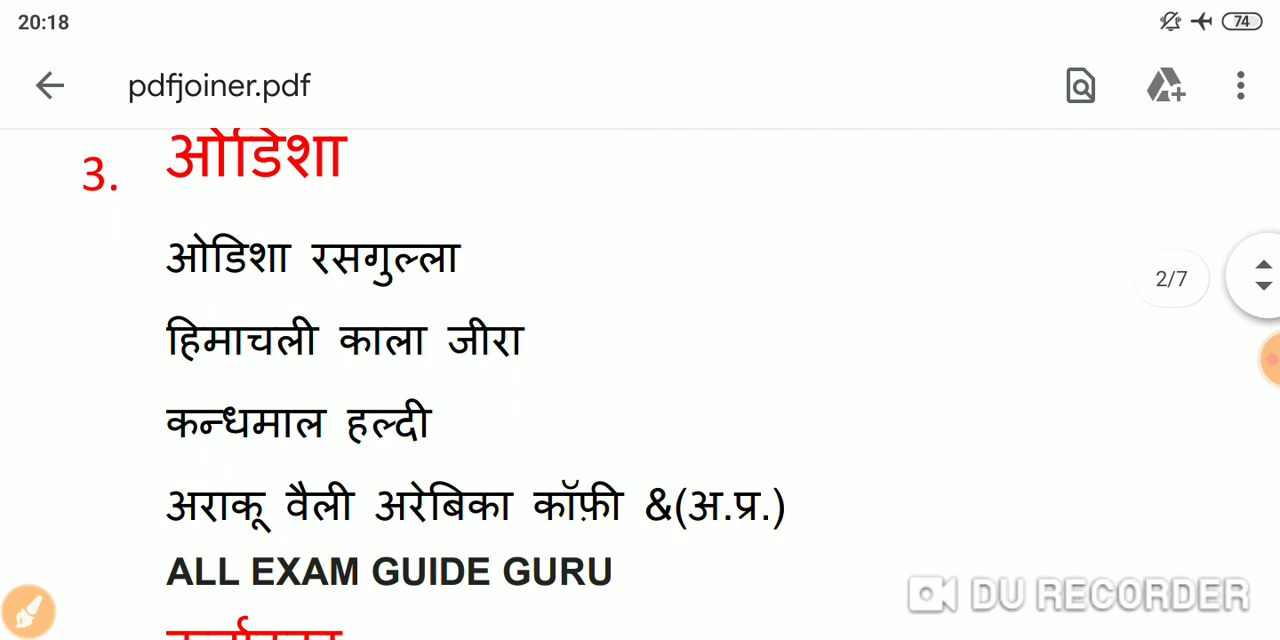 20:18
74
pdfjoiner.pdf
3. ओडिशा
ओडिशा रसगुल्ला
2/7
हिमाचली काला जीरा
कन्धमाल हल्दी
अराकू वैली अरेबिका कॉफ़ी &(अ.प्र.)
ALL EXAM GUIDE GURU
DU RECORDER